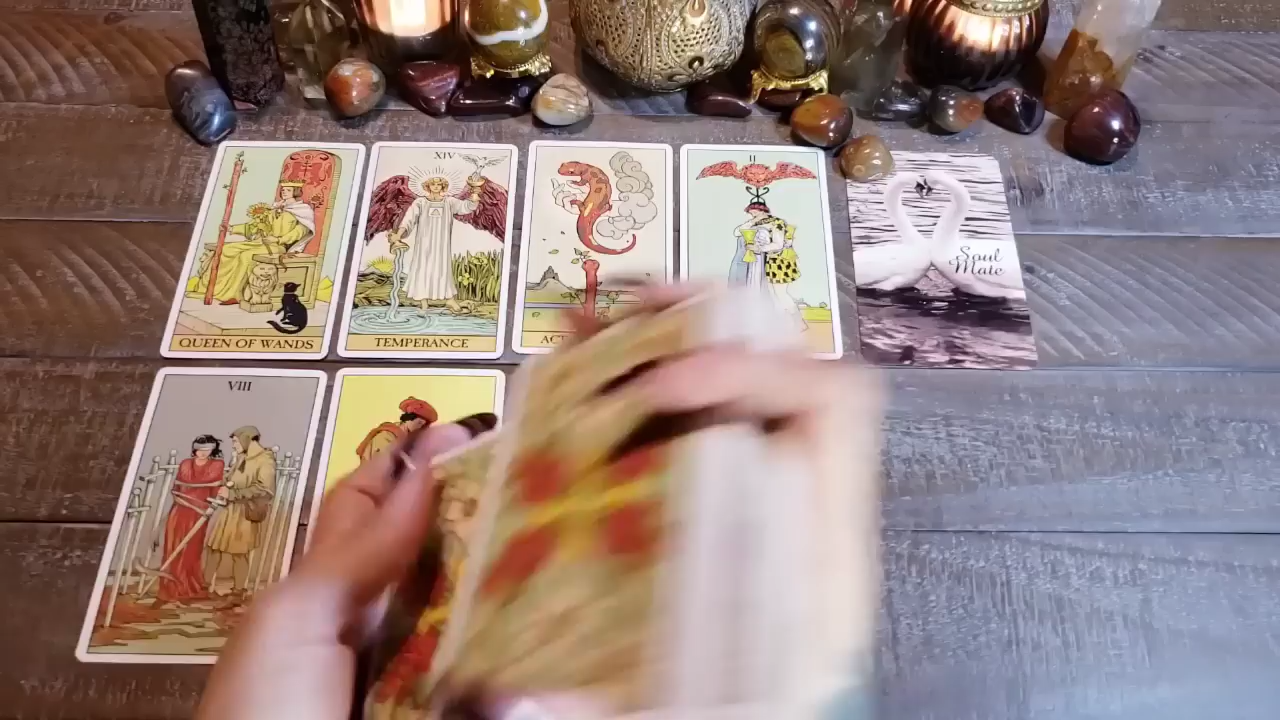 QUEEN OF WANDS
XIV
TEMPERANCE
II
Soul
Mate
VIII